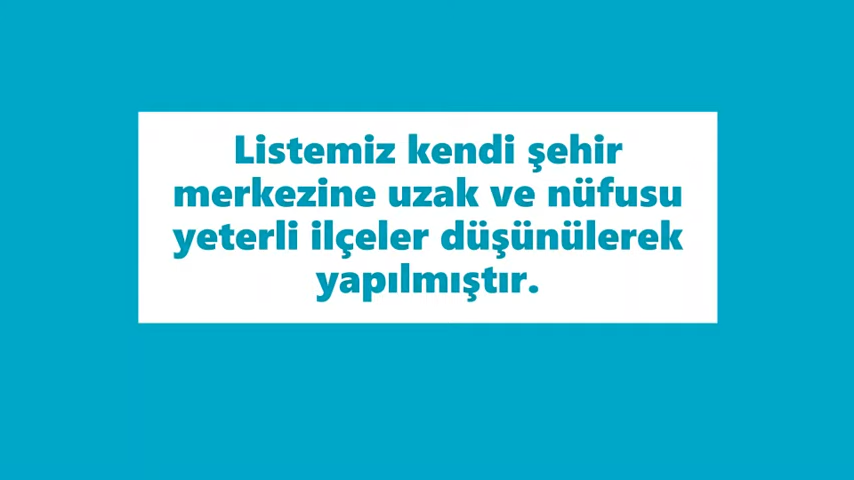 Listemiz kendi şehir
merkezine uzak ve nüfusu
yeterli ilçeler düşünülerek
yapılmıştır.